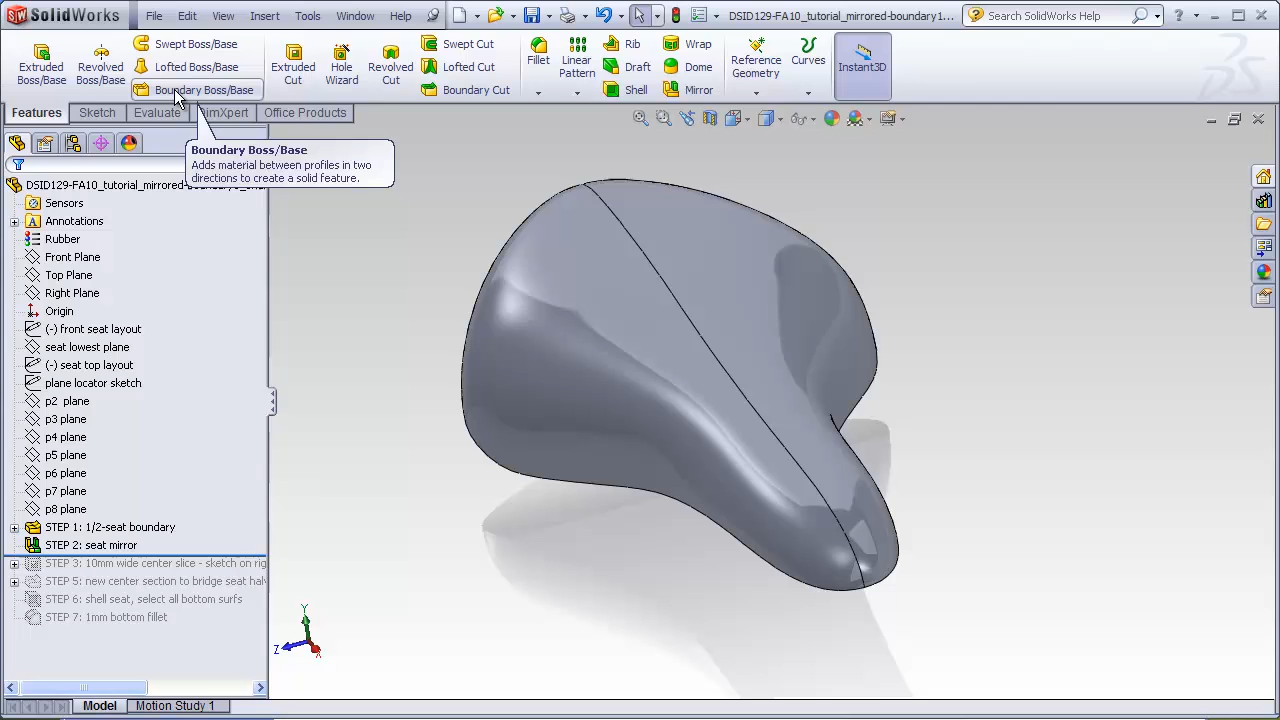 SolidWorks File Edit View Insert Tools Window Help DSID129-FA10_tutorial_mirrored-boundary1... Search SolidWorks Help
Extruded Boss/Base
Revolved Boss/Base
Swept Boss/Base
Lofted Boss/Base
Boundary Boss/Base
Extruded Cut
Hole Wizard
Revolved Cut
Swept Cut
Lofted Cut
Boundary Cut
Fillet
Linear Pattern
Rib
Draft
Shell
Wrap
Dome
Mirror
Reference Geometry
Curves
Instant3D
Features Sketch Evaluate DimXpert Office Products
Boundary Boss/Base
Adds material between profiles in two
directions to create a solid feature.
Sensors
Annotations
Rubber
Front Plane
Top Plane
Right Plane
Origin
(-) front seat layout
seat lowest plane
(-) seat top layout
plane locator sketch
p2 plane
p3 plane
p4 plane
p5 plane
p6 plane
p7 plane
p8 plane
STEP 1: 1/2-seat boundary
STEP 2: seat mirror
STEP 3: 10mm wide center slice - sketch on rig
STEP 5: new center section to bridge seat hal
STEP 6: shell seat, select all bottom surfs
STEP 7: 1mm bottom fillet
Y
Z
X
Model Motion Study 1